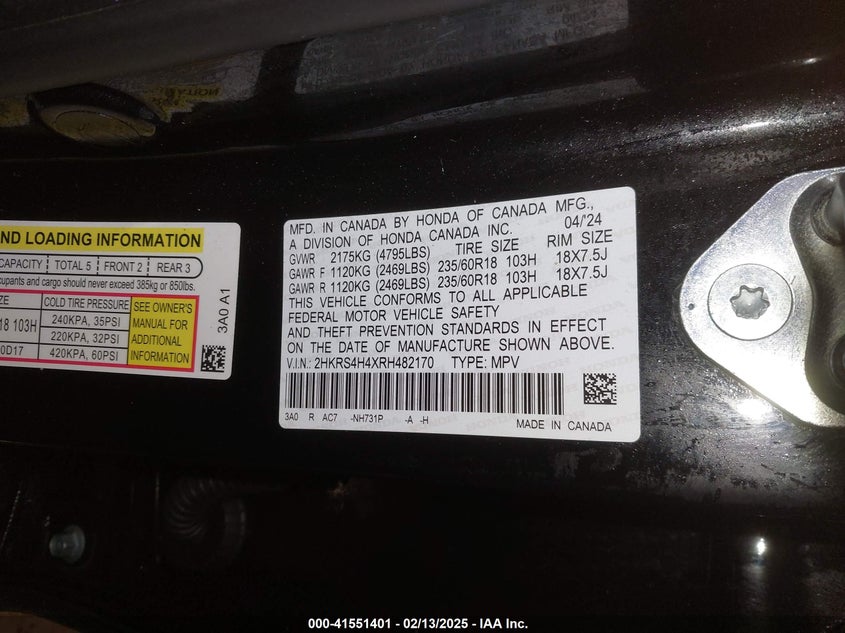 ND LOADING INFORMATION
CAPACITY TOTAL 5 FRONT 2 REAR 3
cupants and cargo should never exceed 385kg or 850lbs.
ZE COLD TIRE PRESSURE SEE OWNER'S MANUAL FOR ADDITIONAL INFORMATION
18 103H 240KPA, 35PSI
220KPA, 32PSI
0D17 420KPA, 60PSI
3A0 A1
MFD. IN CANADA BY HONDA OF CANADA MFG.,
A DIVISION OF HONDA CANADA INC. 04/'24
GVWR 2175KG (4795LBS) TIRE SIZE RIM SIZE
GAWR F 1120KG (2469LBS) 235/60R18 103H 18X7.5J
GAWR R 1120KG (2469LBS) 235/60R18 103H 18X7.5J
THIS VEHICLE CONFORMS TO ALL APPLICABLE
FEDERAL MOTOR VEHICLE SAFETY
AND THEFT PREVENTION STANDARDS IN EFFECT
ON THE DATE OF MANUFACTURE SHOWN ABOVE.
V.I.N.: 2HKRS4H4XRH482170 TYPE: MPV
3A0 R AC7 -NH731P -A -H
MADE IN CANADA
000-41551401 - 02/13/2025 - IAA Inc.